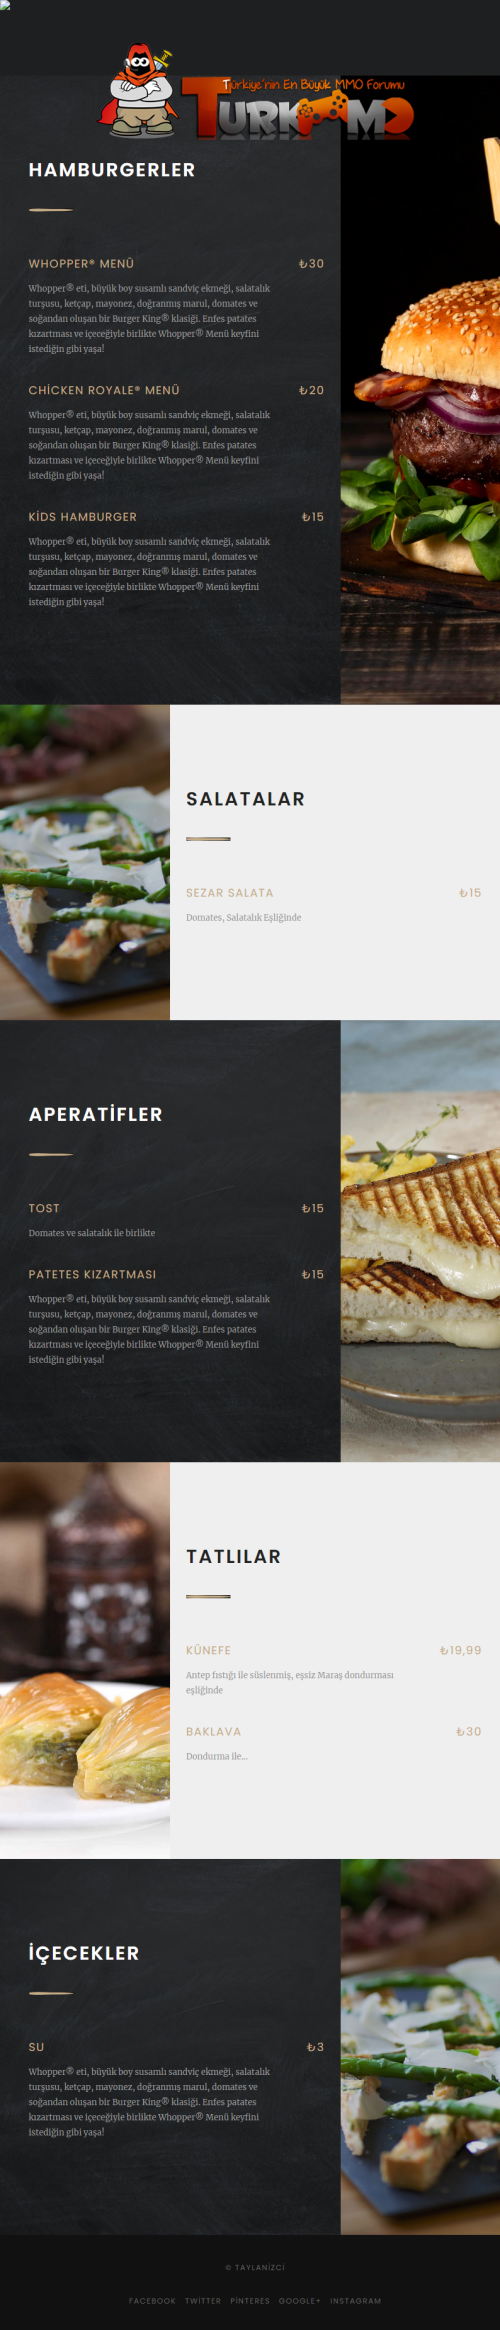 Türkiye'nin En Büyük MMO Forumu
TURKMMO
HAMBURGERLER
WHOPPER® MENÜ ₺30
Whopper® eti, büyük boy susamlı sandviç ekmeği, salatalık
turşusu, ketçap, mayonez, doğranmış marul, domates ve
soğandan oluşan bir Burger King® klasiği. Enfes patates
kızartması ve içeceğiyle birlikte Whopper® Menü keyfini
istediğin gibi yaşa!
CHİCKEN ROYALE® MENÜ ₺20
Whopper® eti, büyük boy susamlı sandviç ekmeği, salatalık
turşusu, ketçap, mayonez, doğranmış marul, domates ve
soğandan oluşan bir Burger King® klasiği. Enfes patates
kızartması ve içeceğiyle birlikte Whopper® Menü keyfini
istediğin gibi yaşa!
KİDS HAMBURGER ₺15
Whopper® eti, büyük boy susamlı sandviç ekmeği, salatalık
turşusu, ketçap, mayonez, doğranmış marul, domates ve
soğandan oluşan bir Burger King® klasiği. Enfes patates
kızartması ve içeceğiyle birlikte Whopper® Menü keyfini
istediğin gibi yaşa!
SALATALAR
SEZAR SALATA ₺15
Domates, Salatalık Eşliğinde
APERATİFLER
TOST ₺15
Domates ve salatalık ile birlikte
PATETES KIZARTMASI ₺15
Whopper® eti, büyük boy susamlı sandviç ekmeği, salatalık
turşusu, ketçap, mayonez, doğranmış marul, domates ve
soğandan oluşan bir Burger King® klasiği. Enfes patates
kızartması ve içeceğiyle birlikte Whopper® Menü keyfini
istediğin gibi yaşa!
TATLILAR
KÜNEFE ₺19,99
Antep fıstığı ile süslenmiş, eşsiz Maraş dondurması
eşliğinde
BAKLAVA ₺30
Dondurma ile...
İÇECEKLER
SU ₺3
Whopper® eti, büyük boy susamlı sandviç ekmeği, salatalık
turşusu, ketçap, mayonez, doğranmış marul, domates ve
soğandan oluşan bir Burger King® klasiği. Enfes patates
kızartması ve içeceğiyle birlikte Whopper® Menü keyfini
istediğin gibi yaşa!
© TAYLANİZCİ
FACEBOOK TWİTTER PİNTERES GOOGLE+ INSTAGRAM